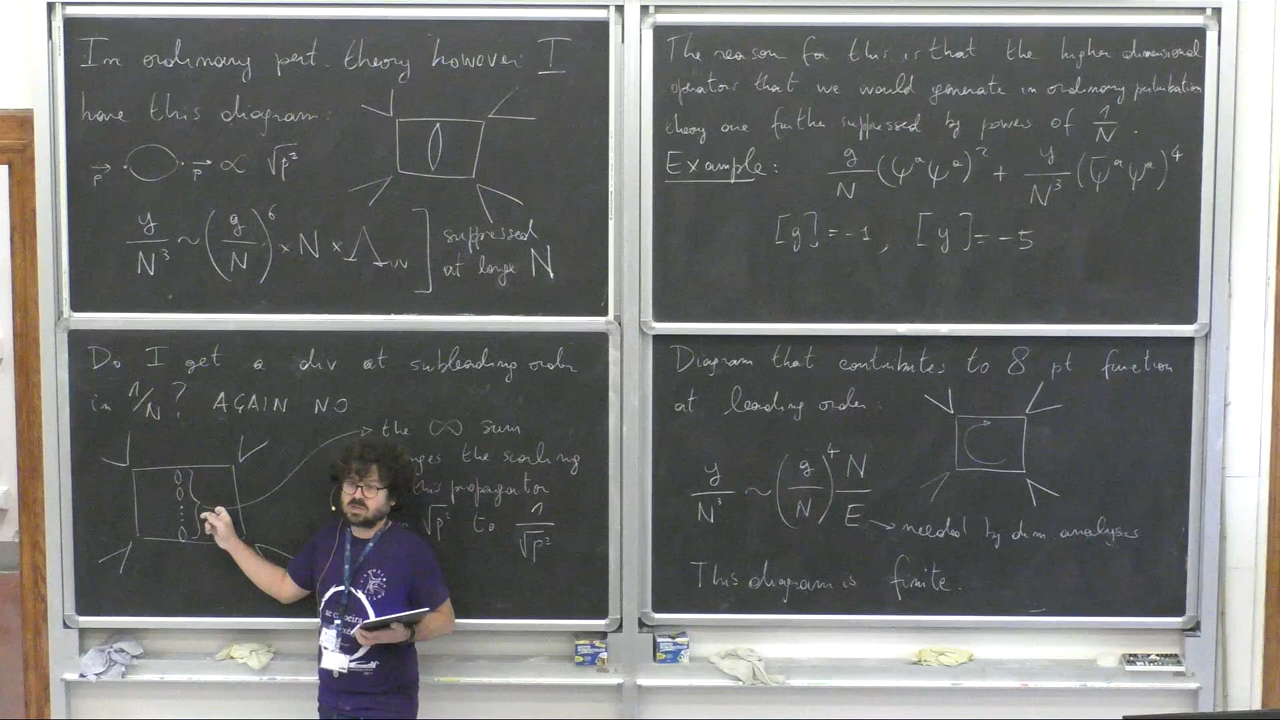 In ordinary pert. theory however I
have this diagram:
p → → p ∝ √p²
y/N³ ~ (g/N)⁶ × N × Λ_UV ] suppressed
at large N
Do I get a div at subleading order
in 1/N? AGAIN NO
the ∞ sum
the scaling
this propagator
√p² to 1/√p²
The reason for this is that the higher dimensional
operators that we would generate in ordinary perturbation
theory are further suppressed by powers of 1/N.
Example: g/N (ψ̄ᵃψᵃ)² + y/N³ (ψ̄ᵃψᵃ)⁴
[g]=-1, [y]=-5
Diagram that contributes to 8 pt function
at leading order:
y/N³ ~ (g/N)⁴ N/E → needed by dim analysis
This diagram is finite.